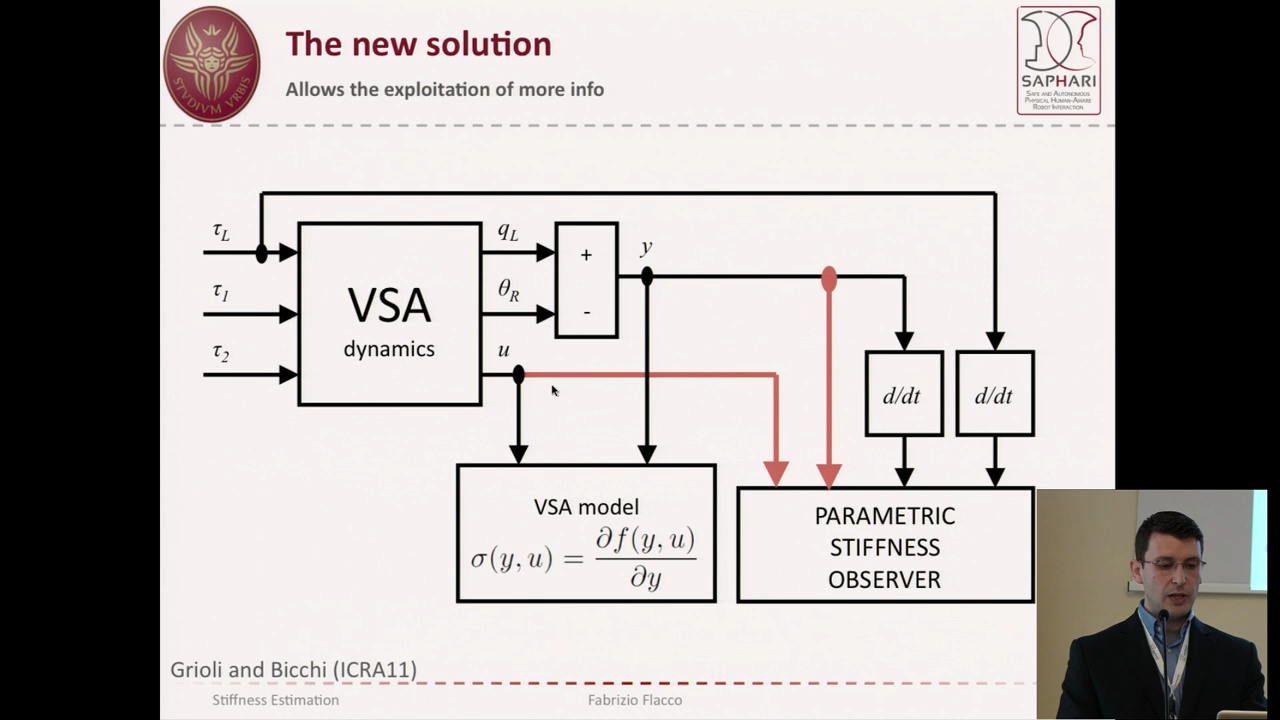 The new solution
Allows the exploitation of more info
STVDIVM VRBIS
SAPHARI
SAFE AND AUTONOMOUS
PHYSICAL HUMAN-AWARE
ROBOT INTERACTION
τ_L
τ_1
τ_2
VSA
dynamics
q_L
θ_R
u
+
-
y
d/dt
d/dt
VSA model
σ(y, u) = ∂f(y, u) / ∂y
PARAMETRIC
STIFFNESS
OBSERVER
Grioli and Bicchi (ICRA11)
Stiffness Estimation
Fabrizio Flacco